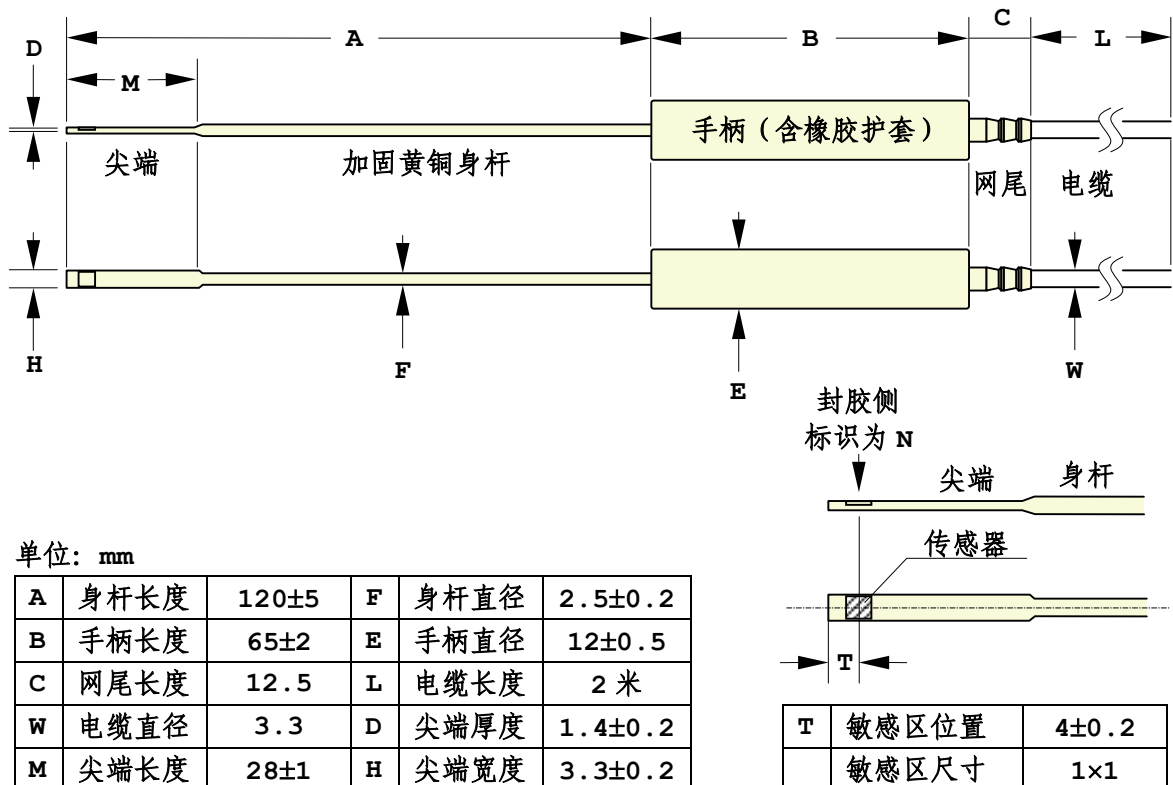 C
D
A
B
L
M
手柄（含橡胶护套）
尖端
加固黄铜身杆
网尾
电缆
H
F
E
W
封胶侧
标识为 N
尖端
身杆
传感器
T
单位: mm
A 身杆长度 120±5 F 身杆直径 2.5±0.2
B 手柄长度 65±2 E 手柄直径 12±0.5
C 网尾长度 12.5 L 电缆长度 2 米
W 电缆直径 3.3 D 尖端厚度 1.4±0.2
M 尖端长度 28±1 H 尖端宽度 3.3±0.2
T 敏感区位置 4±0.2
敏感区尺寸 1×1